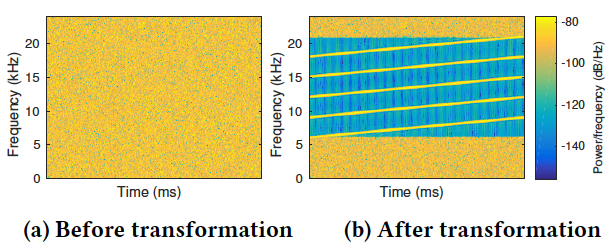 Frequency (kHz)
20
15
10
5
0
Time (ms)
Frequency (kHz)
20
15
10
5
0
Time (ms)
-80
-100
-120
-140
Power/frequency (dB/Hz)
(a) Before transformation
(b) After transformation